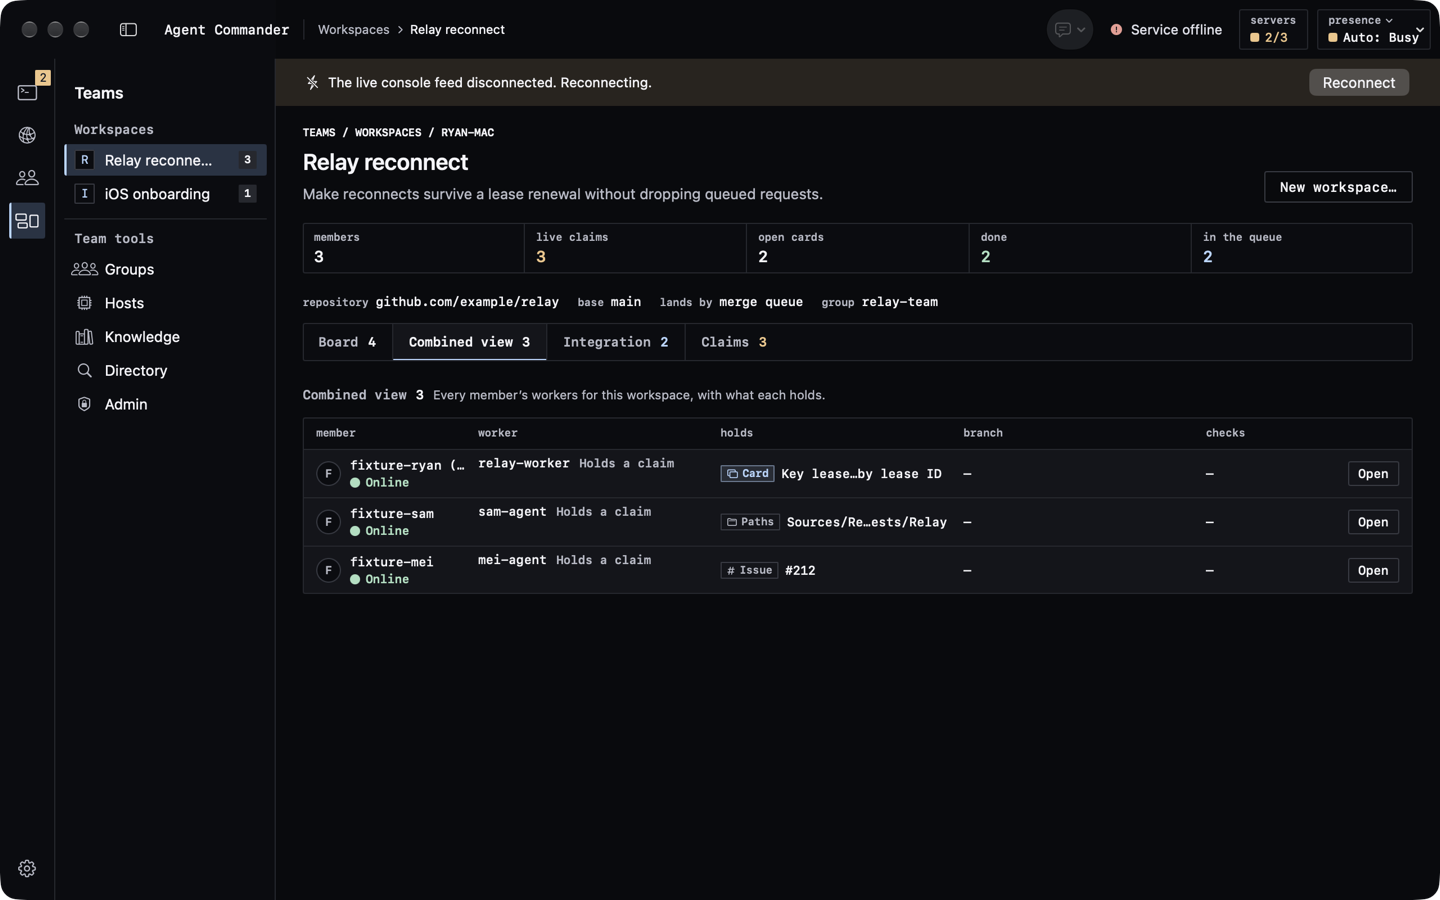 Agent Commander
Workspaces > Relay reconnect
Service offline
servers
2/3
presence
Auto: Busy
2
Teams
Workspaces
R Relay reconne… 3
I iOS onboarding 1
Team tools
Groups
Hosts
Knowledge
Directory
Admin
The live console feed disconnected. Reconnecting.
Reconnect
TEAMS / WORKSPACES / RYAN-MAC
Relay reconnect
Make reconnects survive a lease renewal without dropping queued requests.
New workspace…
members
3
live claims
3
open cards
2
done
2
in the queue
2
repository github.com/example/relay base main lands by merge queue group relay-team
Board 4 Combined view 3 Integration 2 Claims 3
Combined view 3 Every member’s workers for this workspace, with what each holds.
member worker holds branch checks
F fixture-ryan (… relay-worker Holds a claim Card Key lease…by lease ID — — Open
Online
F fixture-sam sam-agent Holds a claim Paths Sources/Re…ests/Relay — — Open
Online
F fixture-mei mei-agent Holds a claim # Issue #212 — — Open
Online